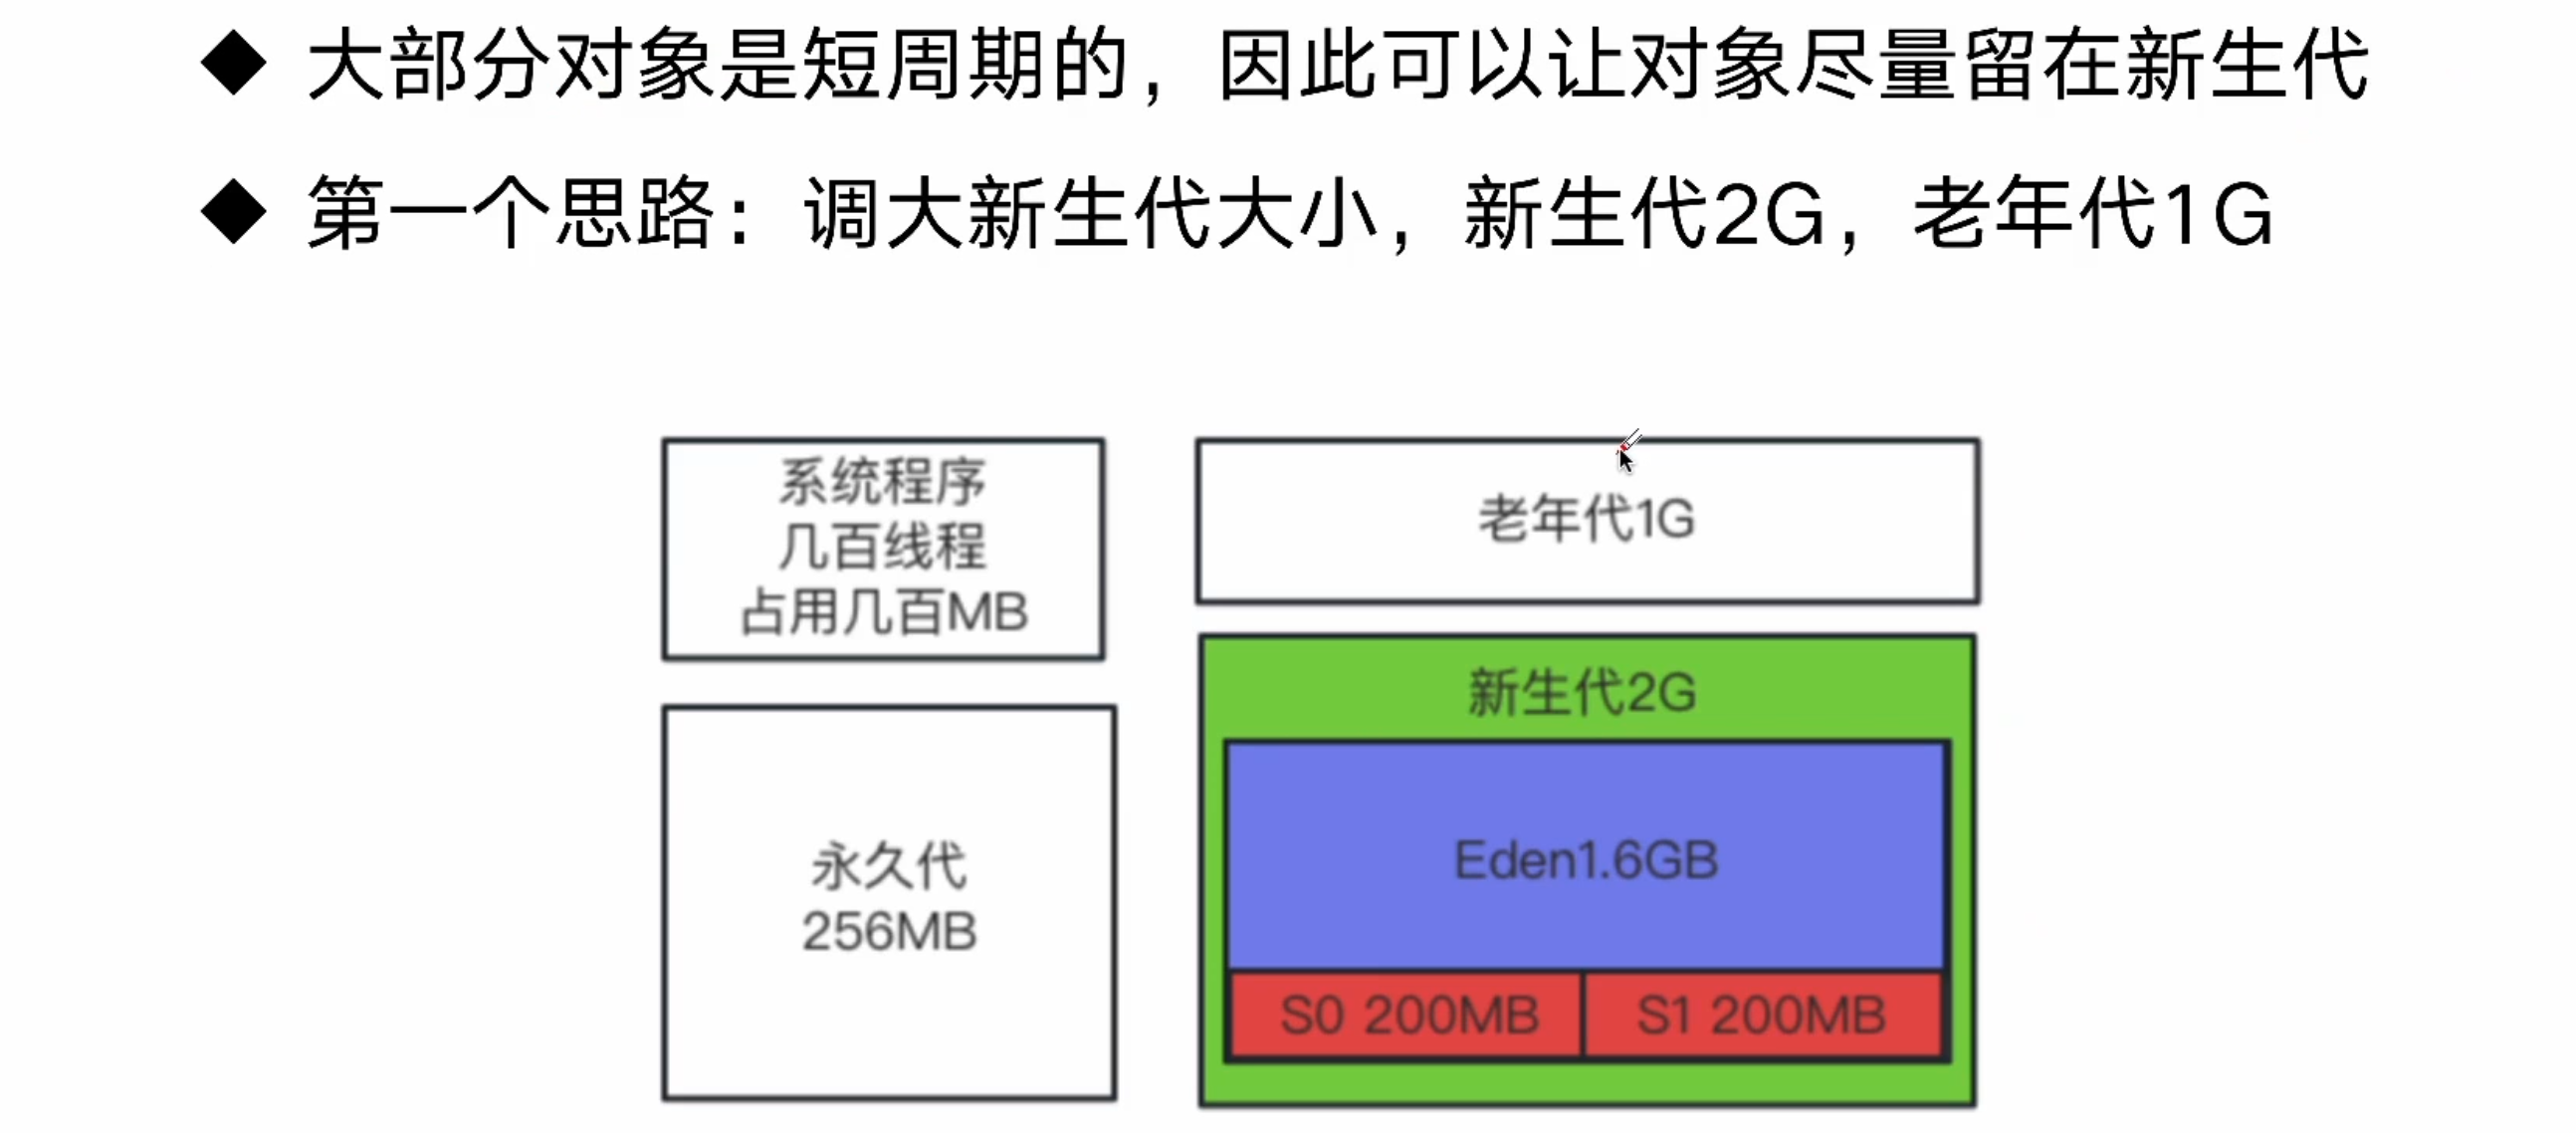 大部分对象是短周期的，因此可以让对象尽量留在新生代
第一个思路：调大新生代大小，新生代2G，老年代1G
系统程序
几百线程
占用几百MB
老年代1G
新生代2G
永久代
256MB
Eden1.6GB
S0 200MB
S1 200MB